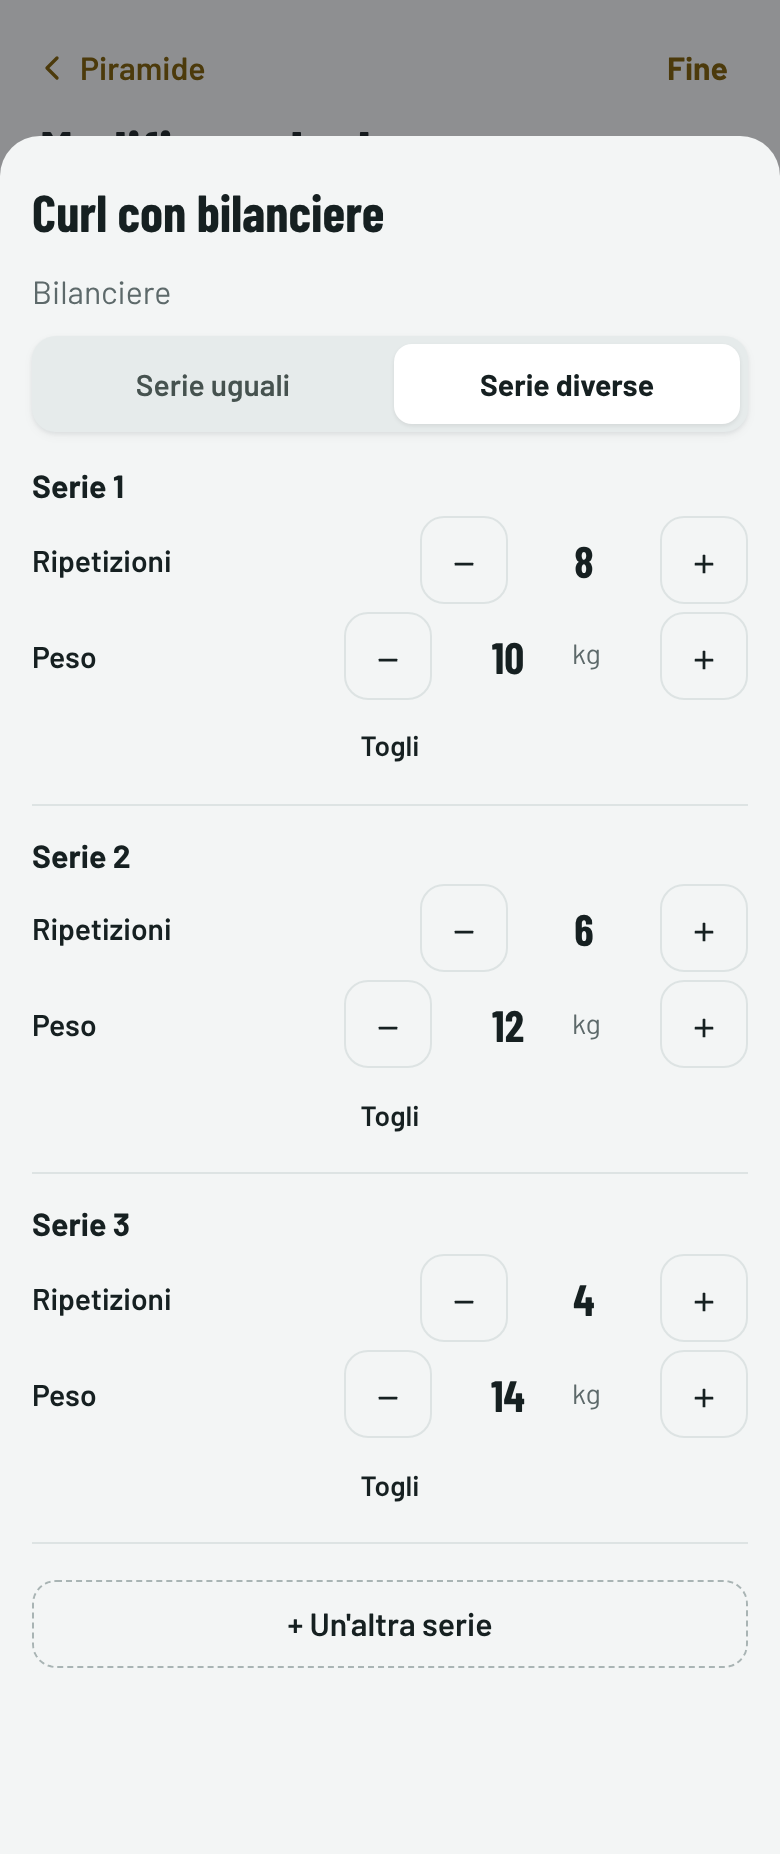 Piramide
Fine
Curl con bilanciere
Bilanciere
Serie uguali
Serie diverse
Serie 1
Ripetizioni − 8 +
Peso − 10 kg +
Togli
Serie 2
Ripetizioni − 6 +
Peso − 12 kg +
Togli
Serie 3
Ripetizioni − 4 +
Peso − 14 kg +
Togli
+ Un'altra serie